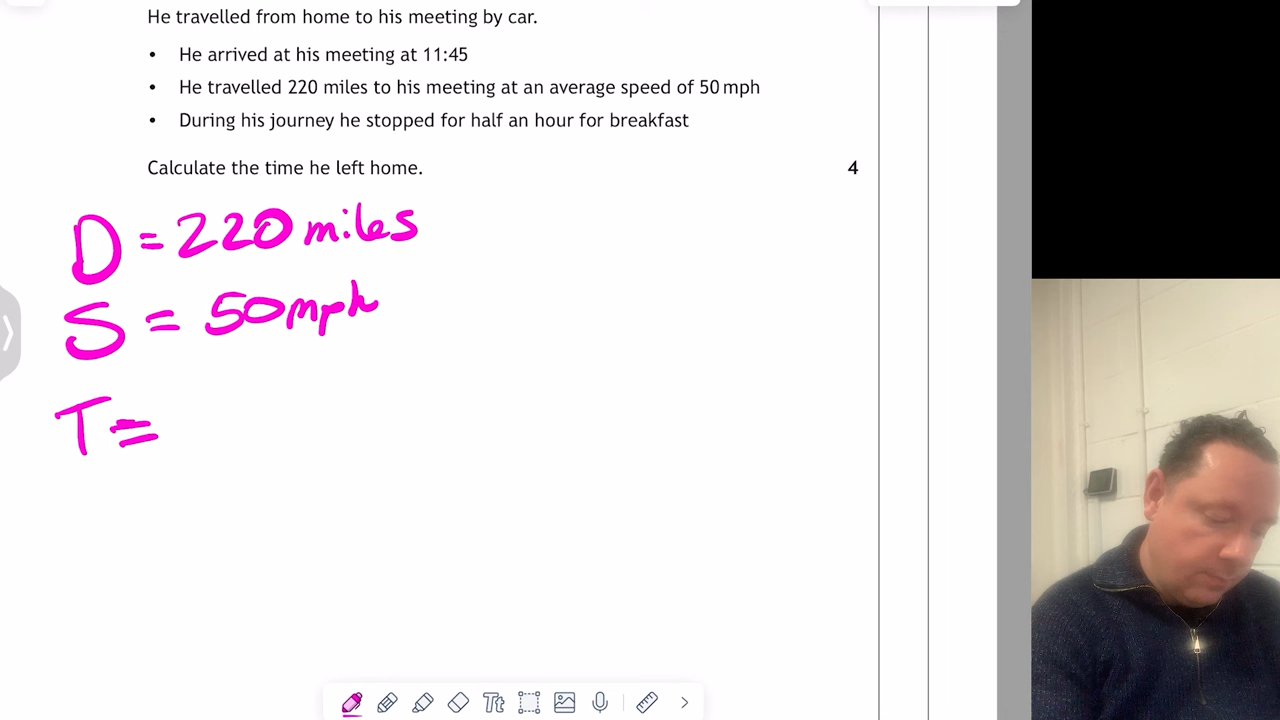 He travelled from home to his meeting by car.
• He arrived at his meeting at 11:45
• He travelled 220 miles to his meeting at an average speed of 50 mph
• During his journey he stopped for half an hour for breakfast
Calculate the time he left home. 4
D = 220 miles
S = 50mph
T =
Tt